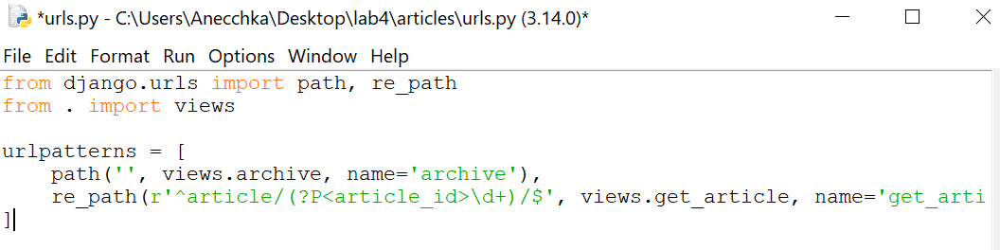 *urls.py - C:\Users\Anecchka\Desktop\lab4\articles\urls.py (3.14.0)*
File Edit Format Run Options Window Help
from django.urls import path, re_path
from . import views
urlpatterns = [
    path('', views.archive, name='archive'),
    re_path(r'^article/(?P<article_id>\d+)/$', views.get_article, name='get_arti
]